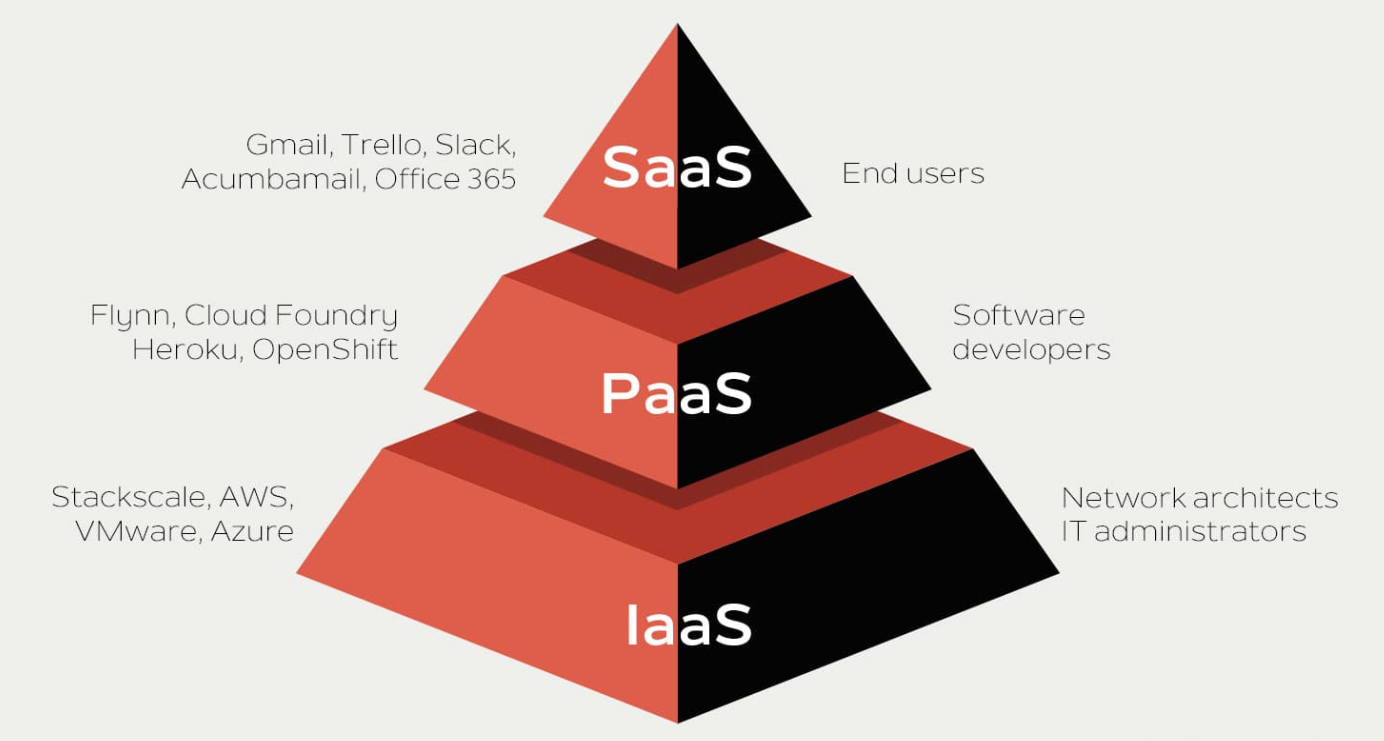 Gmail, Trello, Slack,
Acumbamail, Office 365
SaaS
End users
Flynn, Cloud Foundry
Heroku, OpenShift
PaaS
Software
developers
Stackscale, AWS,
VMware, Azure
IaaS
Network architects
IT administrators